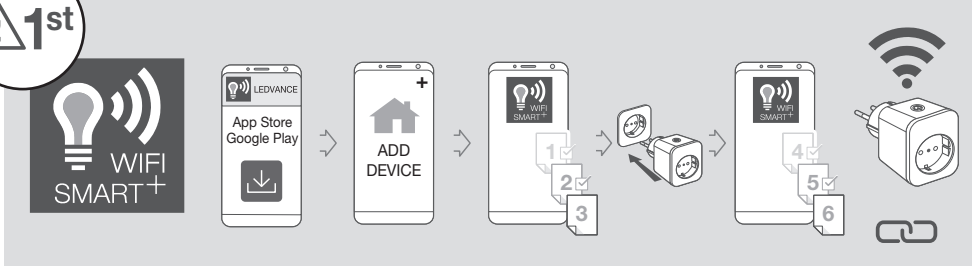 1st
WIFI
SMART+
LEDVANCE
App Store
Google Play
+
ADD
DEVICE
WIFI
SMART+
1
2
3
WIFI
SMART+
4
5
6